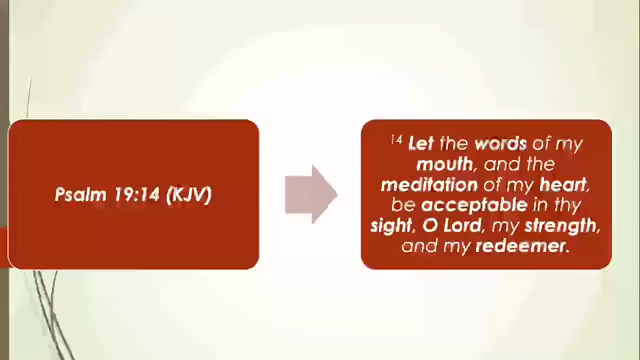 Psalm 19:14 (KJV)
14 Let the words of my
mouth, and the
meditation of my heart,
be acceptable in thy
sight, O Lord, my strength,
and my redeemer.